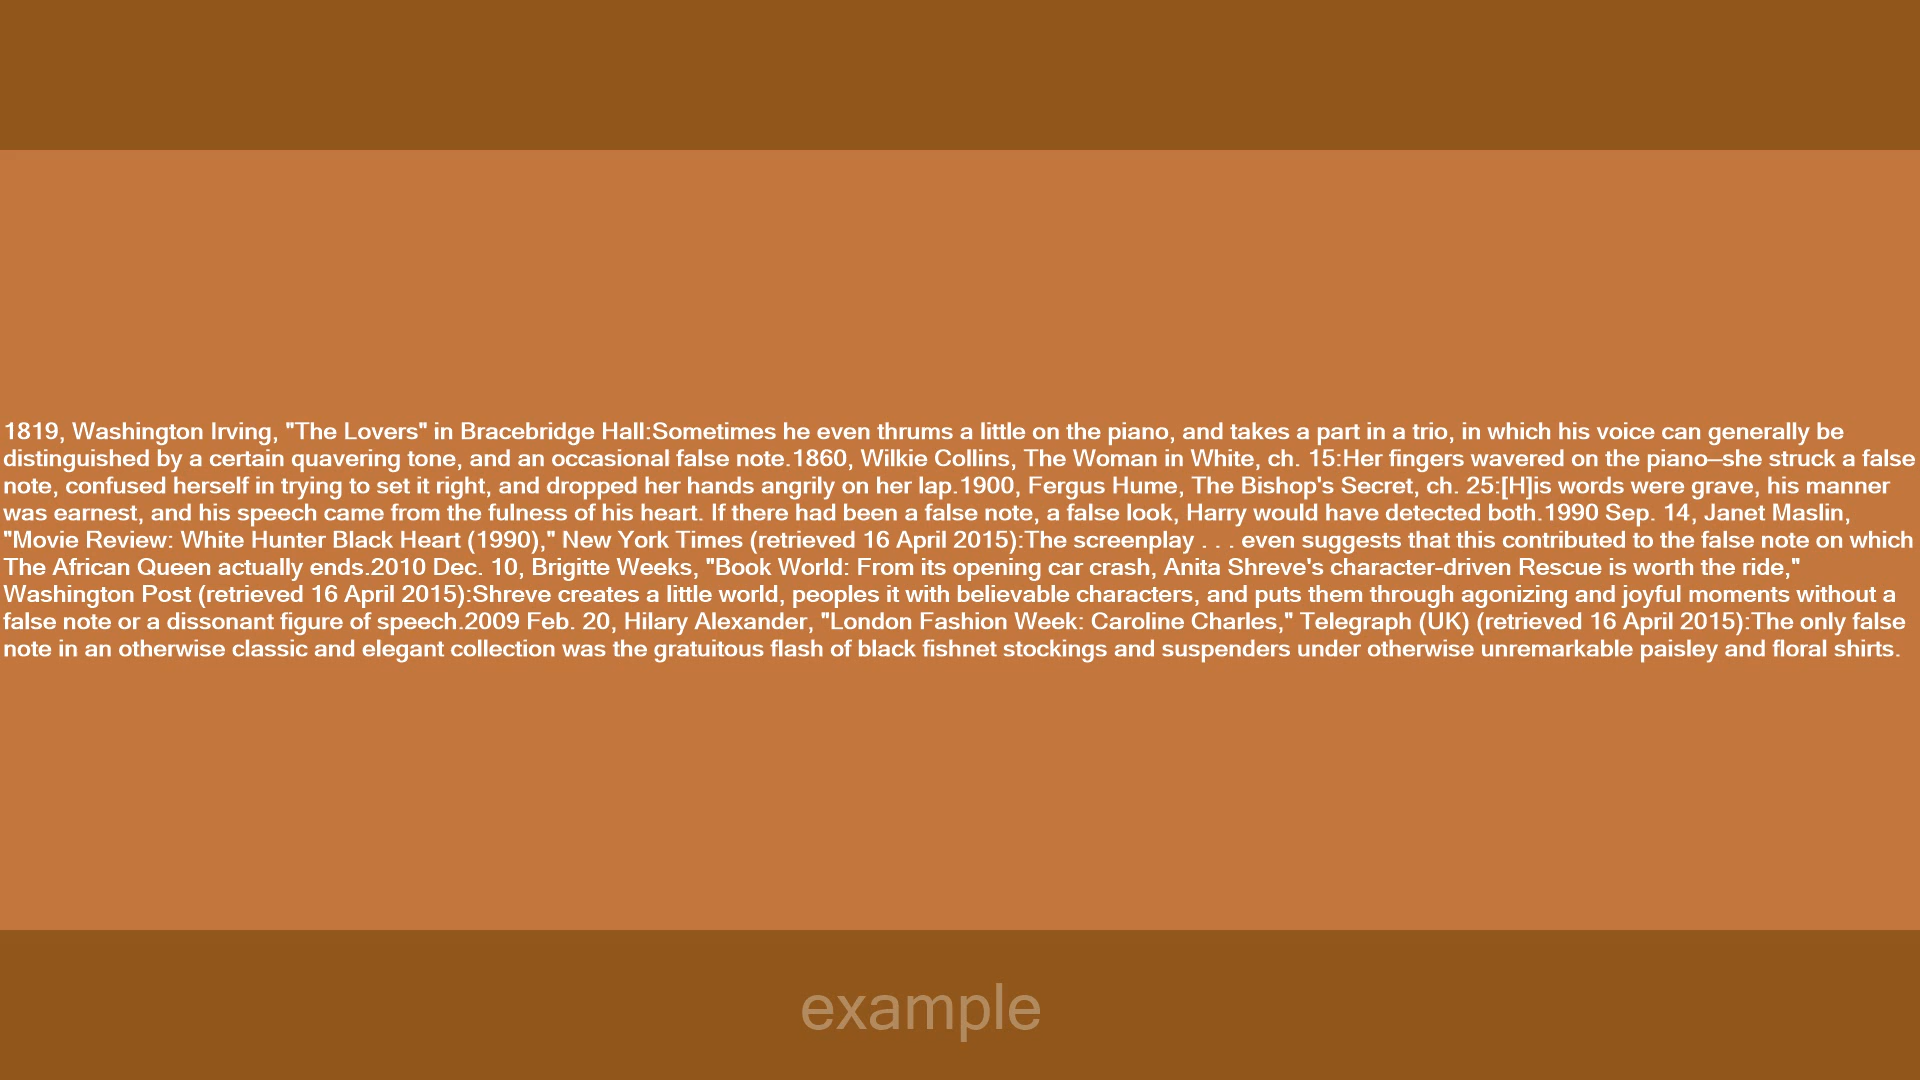 1819, Washington Irving, "The Lovers" in Bracebridge Hall:Sometimes he even thrums a little on the piano, and takes a part in a trio, in which his voice can generally be
distinguished by a certain quavering tone, and an occasional false note.1860, Wilkie Collins, The Woman in White, ch. 15:Her fingers wavered on the piano—she struck a false
note, confused herself in trying to set it right, and dropped her hands angrily on her lap.1900, Fergus Hume, The Bishop's Secret, ch. 25:[H]is words were grave, his manner
was earnest, and his speech came from the fulness of his heart. If there had been a false note, a false look, Harry would have detected both.1990 Sep. 14, Janet Maslin,
"Movie Review: White Hunter Black Heart (1990)," New York Times (retrieved 16 April 2015):The screenplay . . . even suggests that this contributed to the false note on which
The African Queen actually ends.2010 Dec. 10, Brigitte Weeks, "Book World: From its opening car crash, Anita Shreve's character-driven Rescue is worth the ride,"
Washington Post (retrieved 16 April 2015):Shreve creates a little world, peoples it with believable characters, and puts them through agonizing and joyful moments without a
false note or a dissonant figure of speech.2009 Feb. 20, Hilary Alexander, "London Fashion Week: Caroline Charles," Telegraph (UK) (retrieved 16 April 2015):The only false
note in an otherwise classic and elegant collection was the gratuitous flash of black fishnet stockings and suspenders under otherwise unremarkable paisley and floral shirts.
example